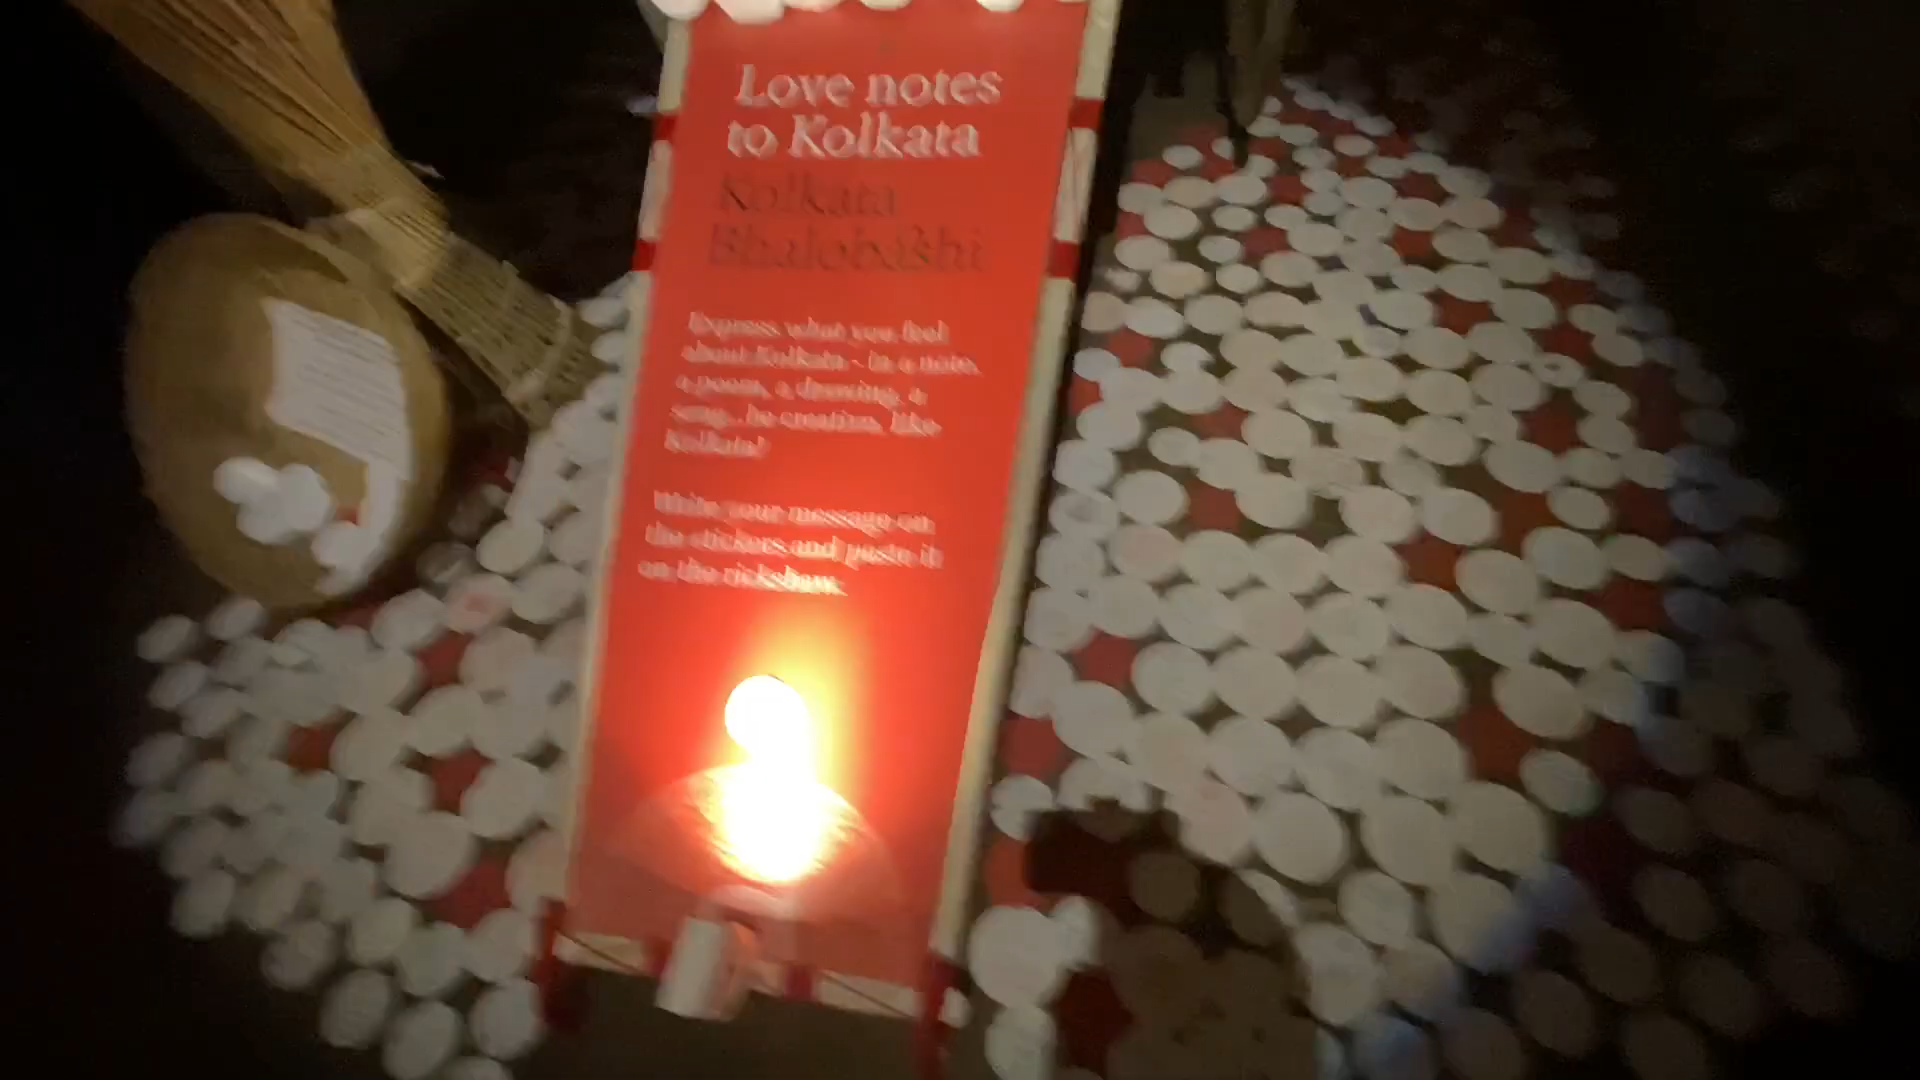 Love notes
to Kolkata
Kolkata
Bhalobashi
Express what you feel
about Kolkata - in a note,
a poem, a drawing, a
song.. be creative, like
Kolkata!
Write your message on
the stickers and paste it
on the rickshaw.